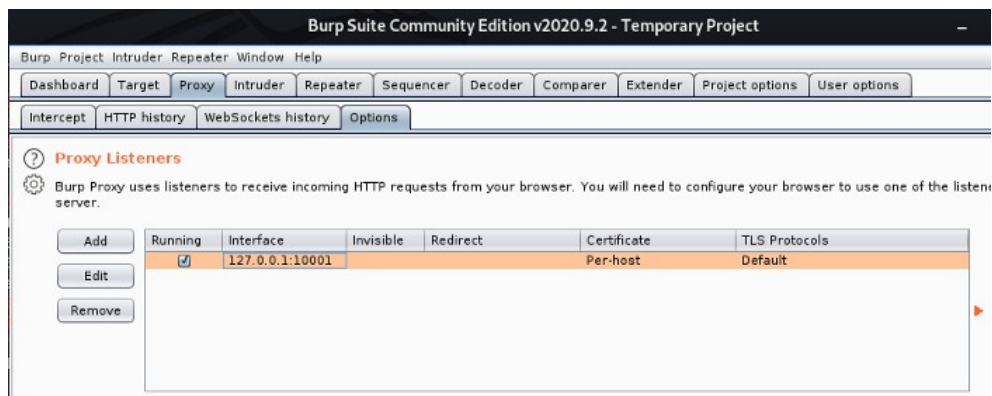 Burp Suite Community Edition v2020.9.2 - Temporary Project
Burp Project Intruder Repeater Window Help
Dashboard Target Proxy Intruder Repeater Sequencer Decoder Comparer Extender Project options User options
Intercept HTTP history WebSockets history Options
? Proxy Listeners
Burp Proxy uses listeners to receive incoming HTTP requests from your browser. You will need to configure your browser to use one of the listene
server.
Add Running Interface Invisible Redirect Certificate TLS Protocols
127.0.0.1:10001 Per-host Default
Edit
Remove